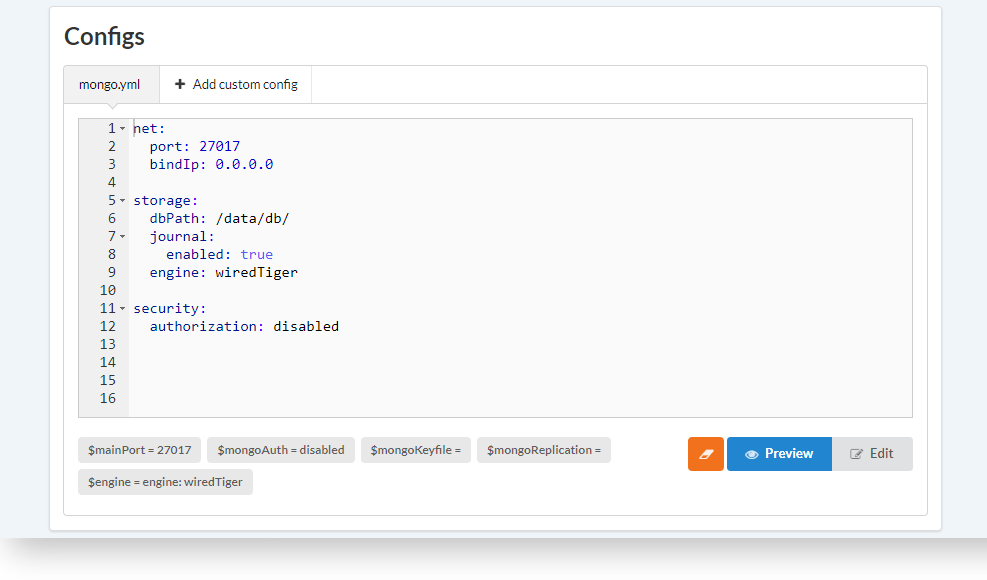 Configs
mongo.yml
+ Add custom config
1 net:
2   port: 27017
3   bindIp: 0.0.0.0
4
5 storage:
6   dbPath: /data/db/
7   journal:
8     enabled: true
9   engine: wiredTiger
10
11 security:
12   authorization: disabled
13
14
15
16
$mainPort = 27017 $mongoAuth = disabled $mongoKeyfile = $mongoReplication =
Preview Edit
$engine = engine: wiredTiger